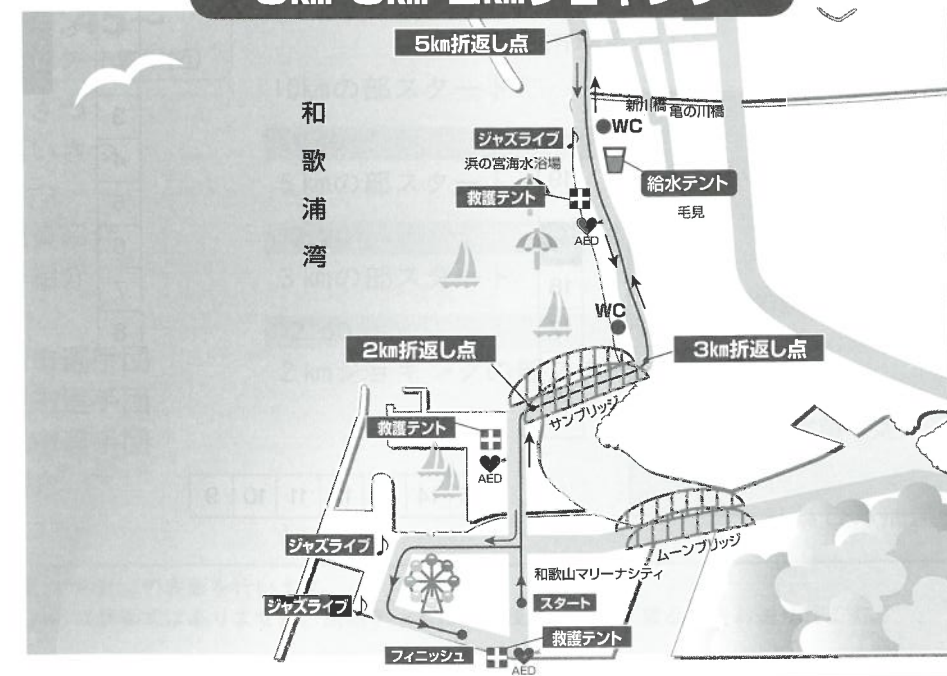 5km折返し点
新川橋 亀の川橋
WC
ジャズライブ
浜の宮海水浴場
給水テント
救護テント
毛見
AED
和歌浦湾
WC
2km折返し点
3km折返し点
サンブリッジ
救護テント
AED
ムーンブリッジ
ジャズライブ
和歌山マリーナシティ
スタート
ジャズライブ
救護テント
フィニッシュ
AED